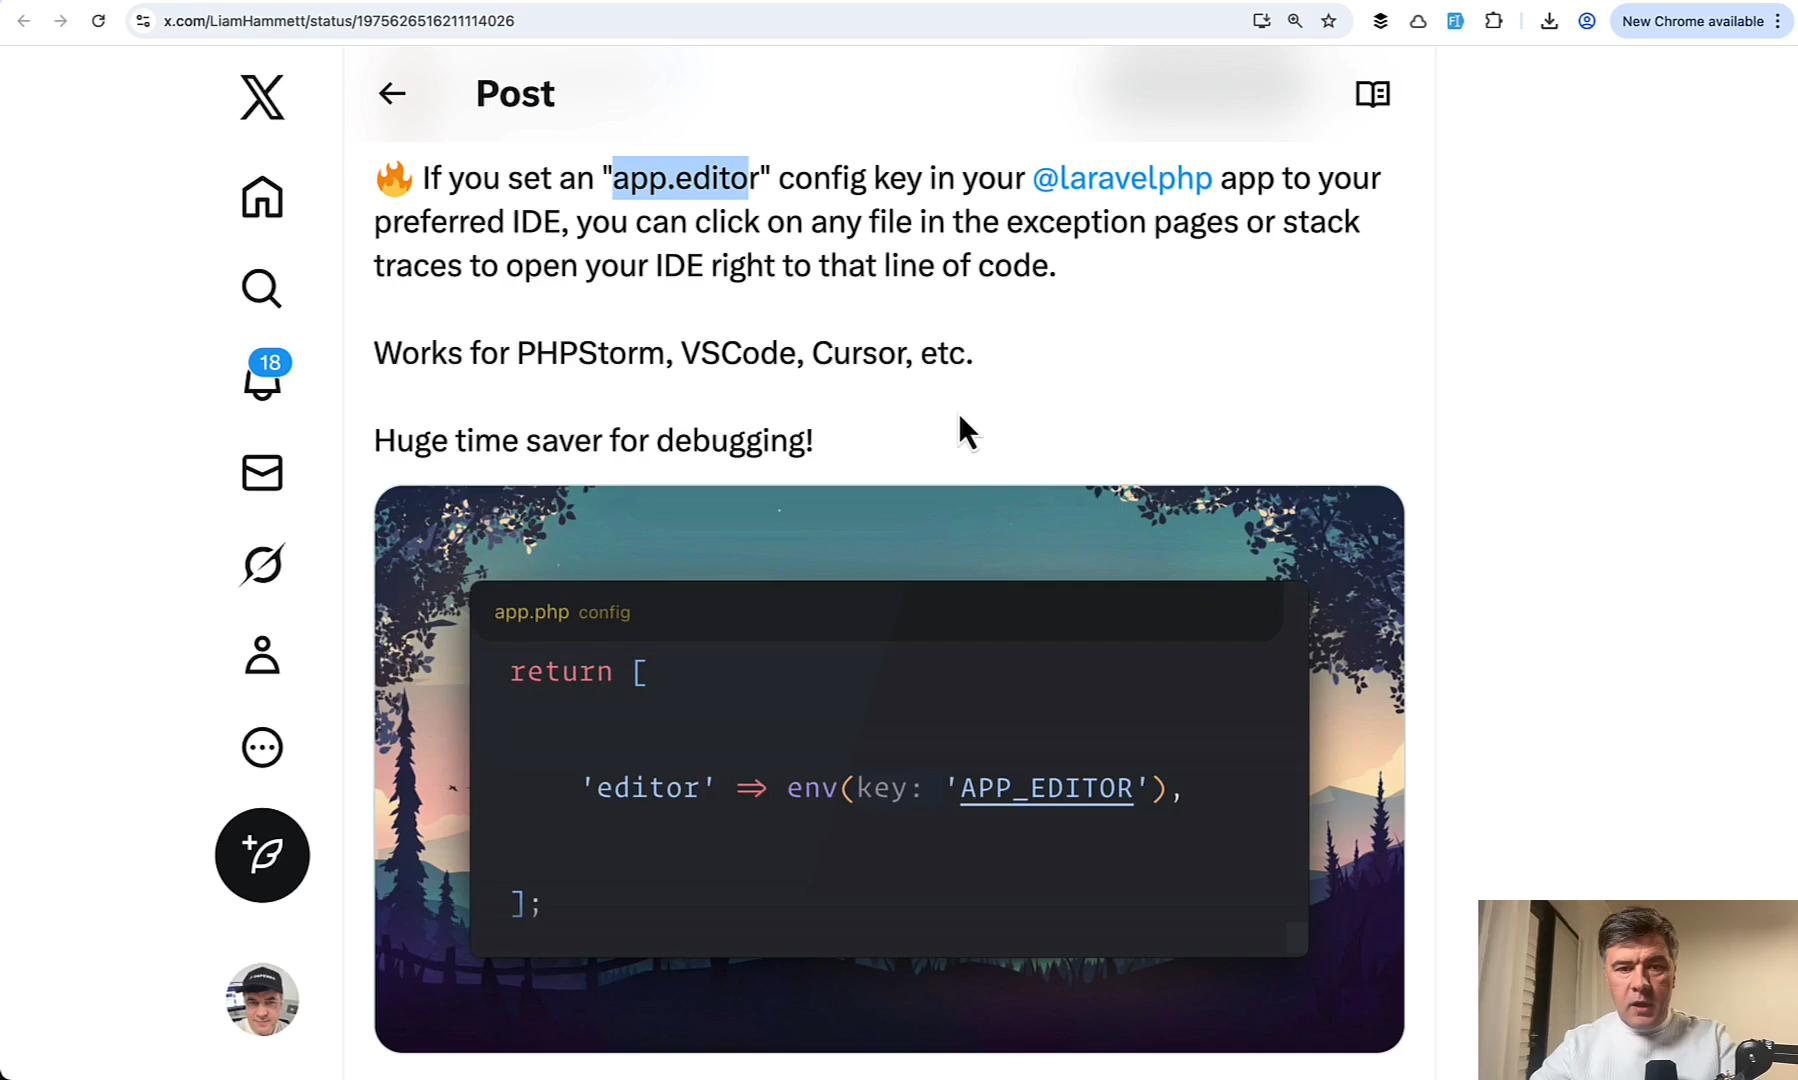 x.com/LiamHammett/status/1975626516211114026
New Chrome available
Post
🔥 If you set an "app.editor" config key in your @laravelphp app to your
preferred IDE, you can click on any file in the exception pages or stack
traces to open your IDE right to that line of code.
18
Works for PHPStorm, VSCode, Cursor, etc.
Huge time saver for debugging!
app.php config
return [
'editor' => env(key: 'APP_EDITOR'),
];